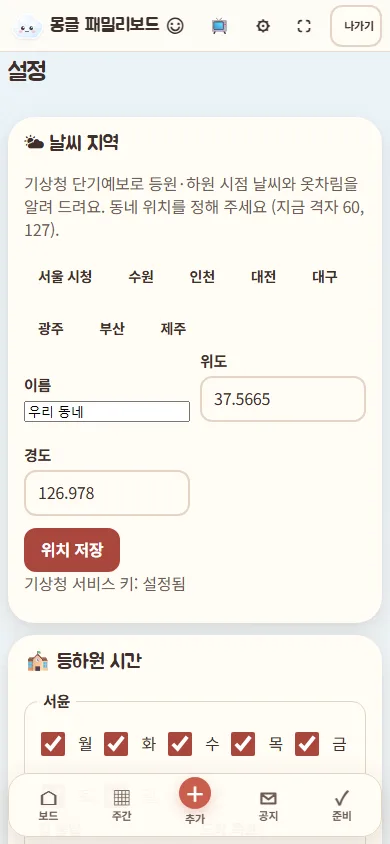 몽글 패밀리보드
나가기
설정
날씨 지역
기상청 단기예보로 등원·하원 시점 날씨와 옷차림을
알려 드려요. 동네 위치를 정해 주세요 (지금 격자 60,
127).
서울 시청 수원 인천 대전 대구
광주 부산 제주
이름
우리 동네
위도
37.5665
경도
126.978
위치 저장
기상청 서비스 키: 설정됨
등하원 시간
서윤
월 화 수 목 금
보드 주간 추가 공지 준비